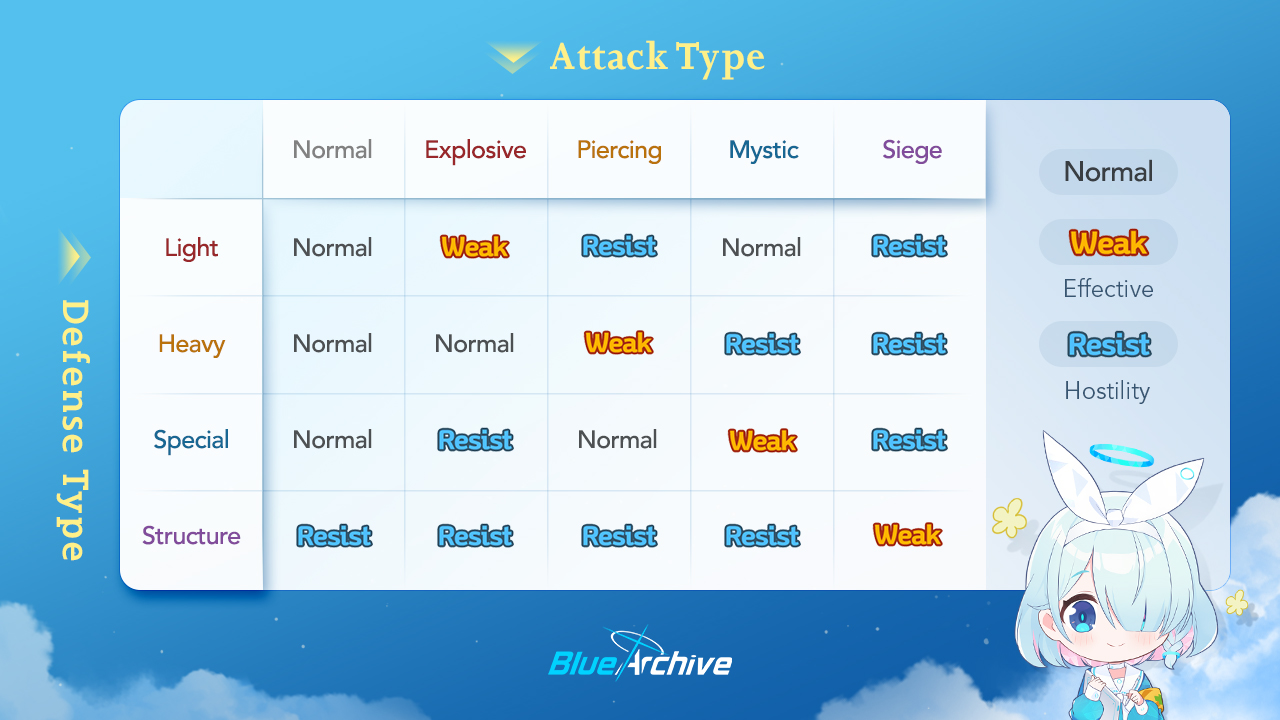 Attack Type
Defense Type
Normal Explosive Piercing Mystic Siege
Light Normal Weak Resist Normal Resist
Heavy Normal Normal Weak Resist Resist
Special Normal Resist Normal Weak Resist
Structure Resist Resist Resist Resist Weak
Normal
Weak
Effective
Resist
Hostility
Blue Archive